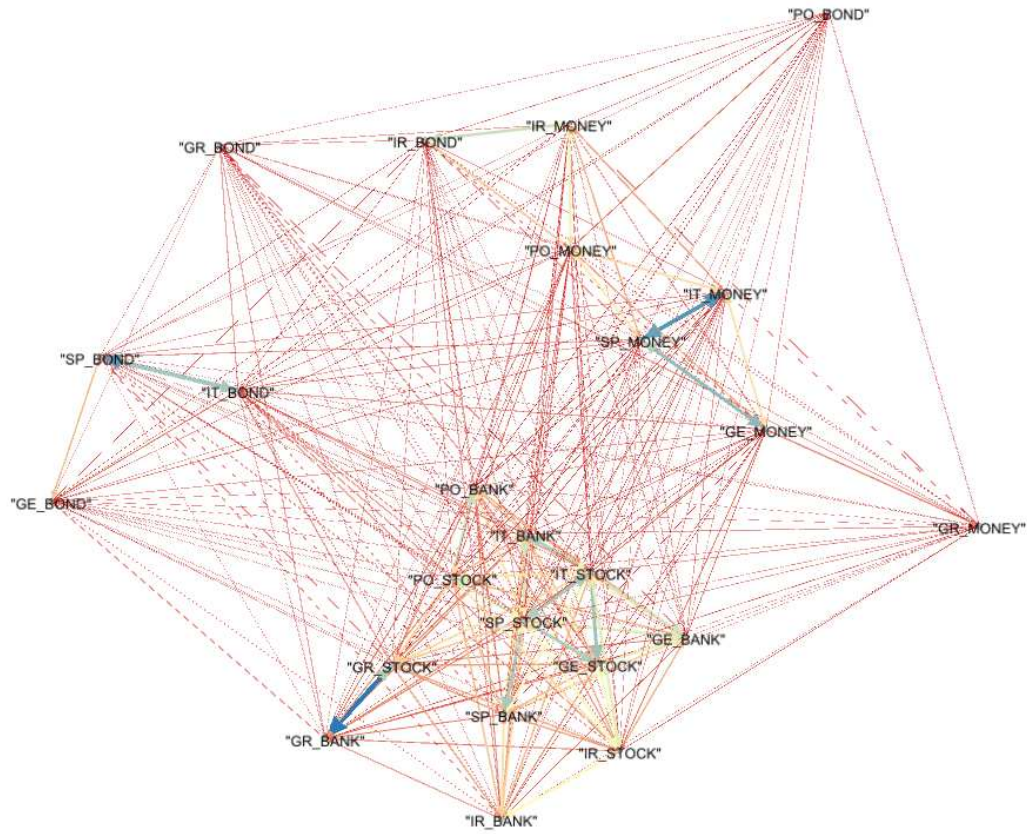 "PO_BOND"
"IR_MONEY"
"GR_BOND"
"IR_BOND"
"PO_MONEY"
"IT_MONEY"
"SP_MONEY"
"SP_BOND"
"IT_BOND"
"GE_MONEY"
"PO_BANK"
"GE_BOND"
"GR_MONEY"
"IT_BANK"
"PO_STOCK"
"IT_STOCK"
"SP_STOCK"
"GE_BANK"
"GR_STOCK"
"GE_STOCK"
"SP_BANK"
"GR_BANK"
"IR_STOCK"
"IR_BANK"